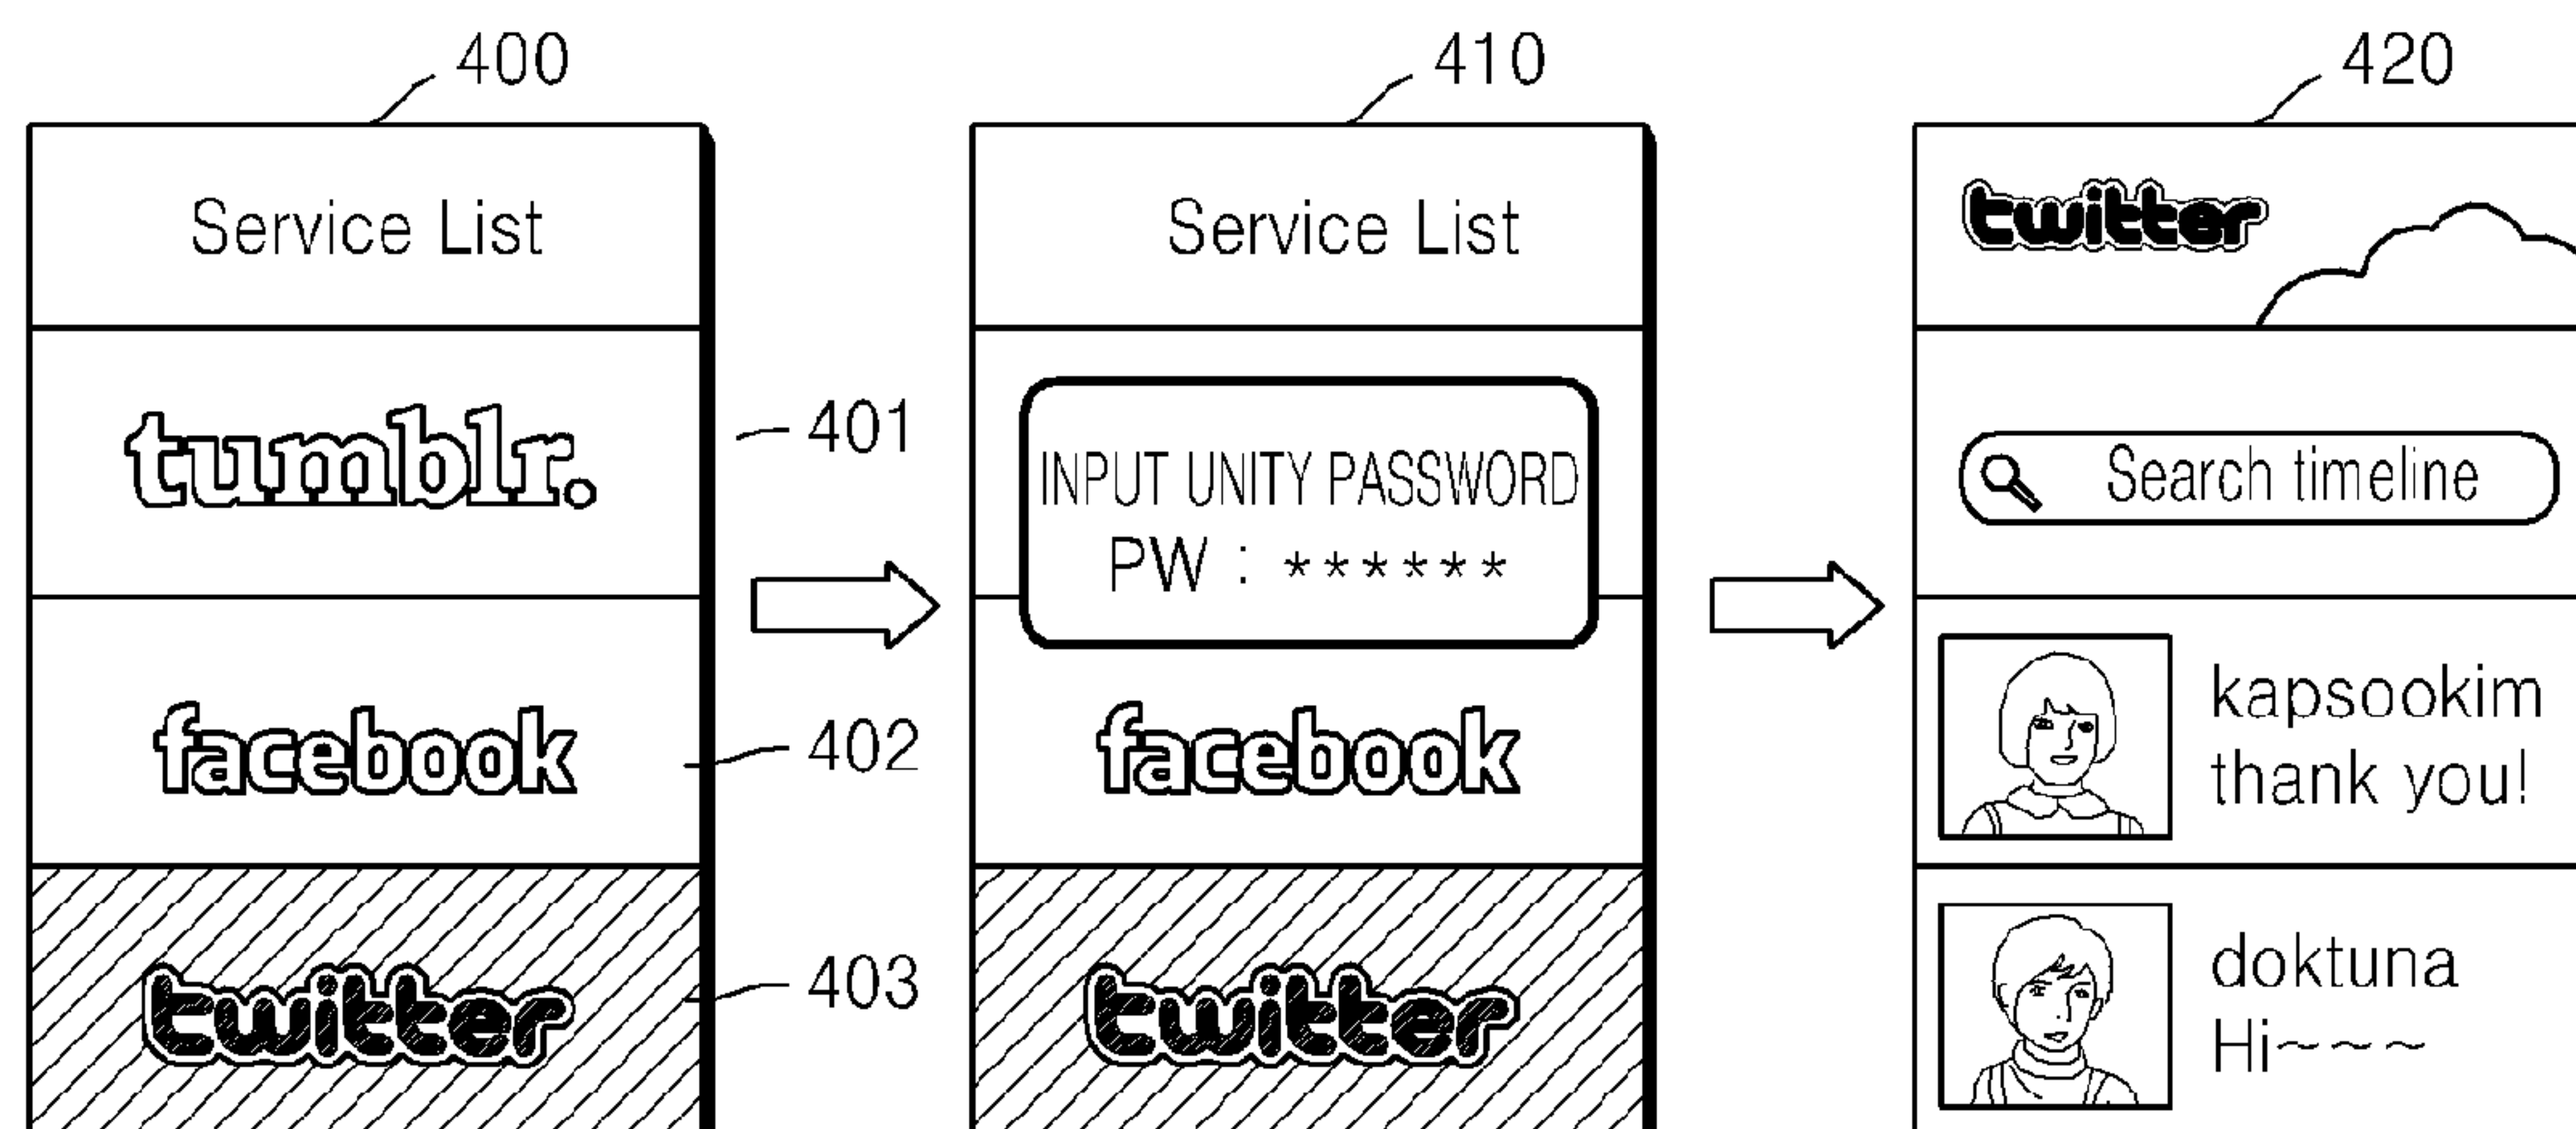 400
Service List
tumblr.
401
facebook
402
twitter
403
410
Service List
INPUT UNITY PASSWORD
PW : ******
facebook
twitter
420
twitter
Search timeline
kapsookim
thank you!
doktuna
Hi~~~